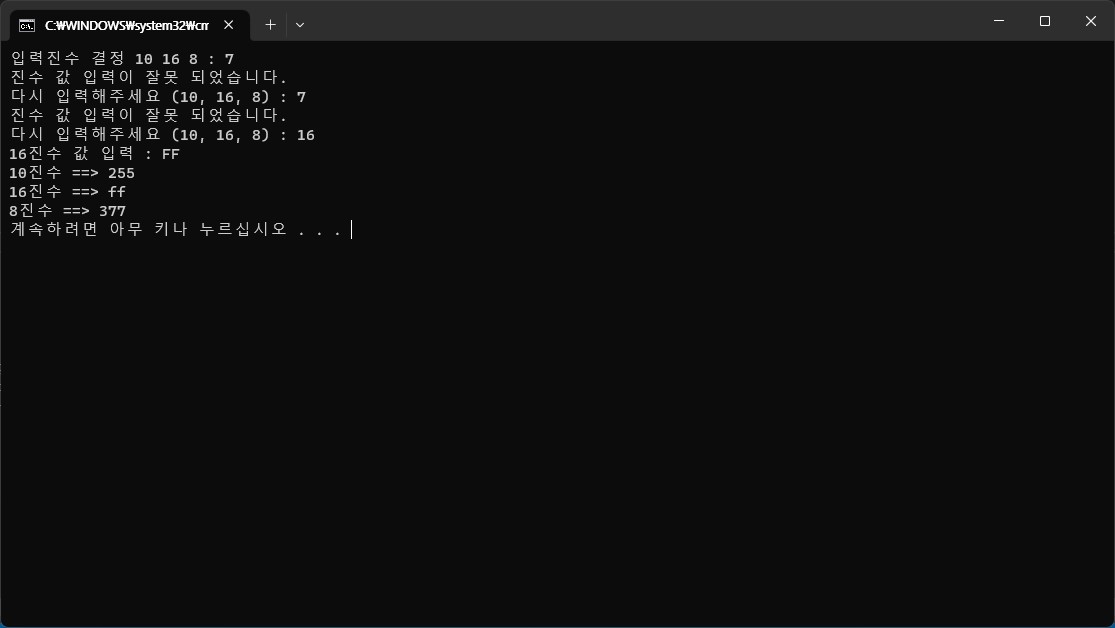 C:₩WINDOWS₩system32₩cm
입력진수 결정 10 16 8 : 7
진수 값 입력이 잘못 되었습니다.
다시 입력해주세요 (10, 16, 8) : 7
진수 값 입력이 잘못 되었습니다.
다시 입력해주세요 (10, 16, 8) : 16
16진수 값 입력 : FF
10진수 ==> 255
16진수 ==> ff
8진수 ==> 377
계속하려면 아무 키나 누르십시오 . . .